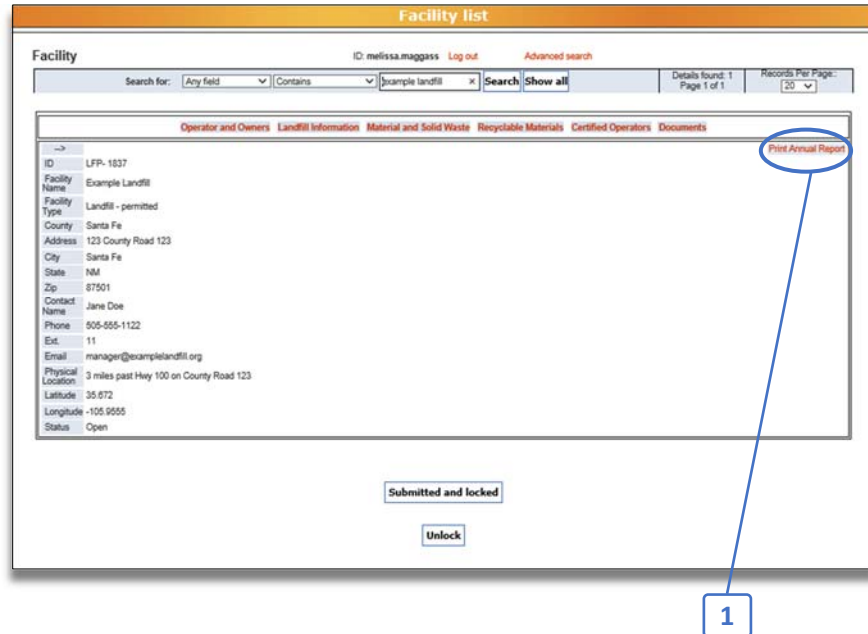 Facility list
Facility ID: melissa.maggass Log out Advanced search
Search for: Any field Contains example landfill × Search Show all Details found: 1 Records Per Page::
Page 1 of 1 20
Operator and Owners Landfill Information Material and Solid Waste Recyclable Materials Certified Operators Documents
--> Print Annual Report
ID LFP- 1837
Facility Name Example Landfill
Facility Type Landfill - permitted
County Santa Fe
Address 123 County Road 123
City Santa Fe
State NM
Zip 87501
Contact Name Jane Doe
Phone 505-555-1122
Ext. 11
Email manager@examplelandfill.org
Physical Location 3 miles past Hwy 100 on County Road 123
Latitude 35.672
Longitude -105.9555
Status Open
Submitted and locked
Unlock
1